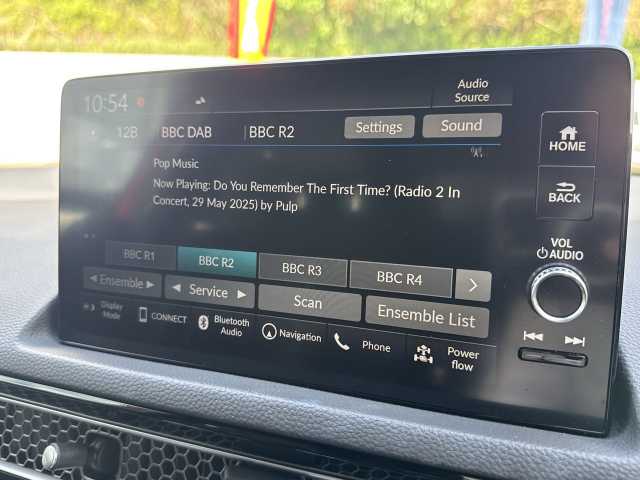 10:54
Audio
Source
12B BBC DAB BBC R2 Settings Sound
HOME
Pop Music
Now Playing: Do You Remember The First Time? (Radio 2 In
Concert, 29 May 2025) by Pulp
BACK
VOL
AUDIO
BBC R1 BBC R2 BBC R3 BBC R4
Ensemble Service Scan Ensemble List
Display
Mode
CONNECT
Bluetooth
Audio
Navigation
Phone
Power
flow